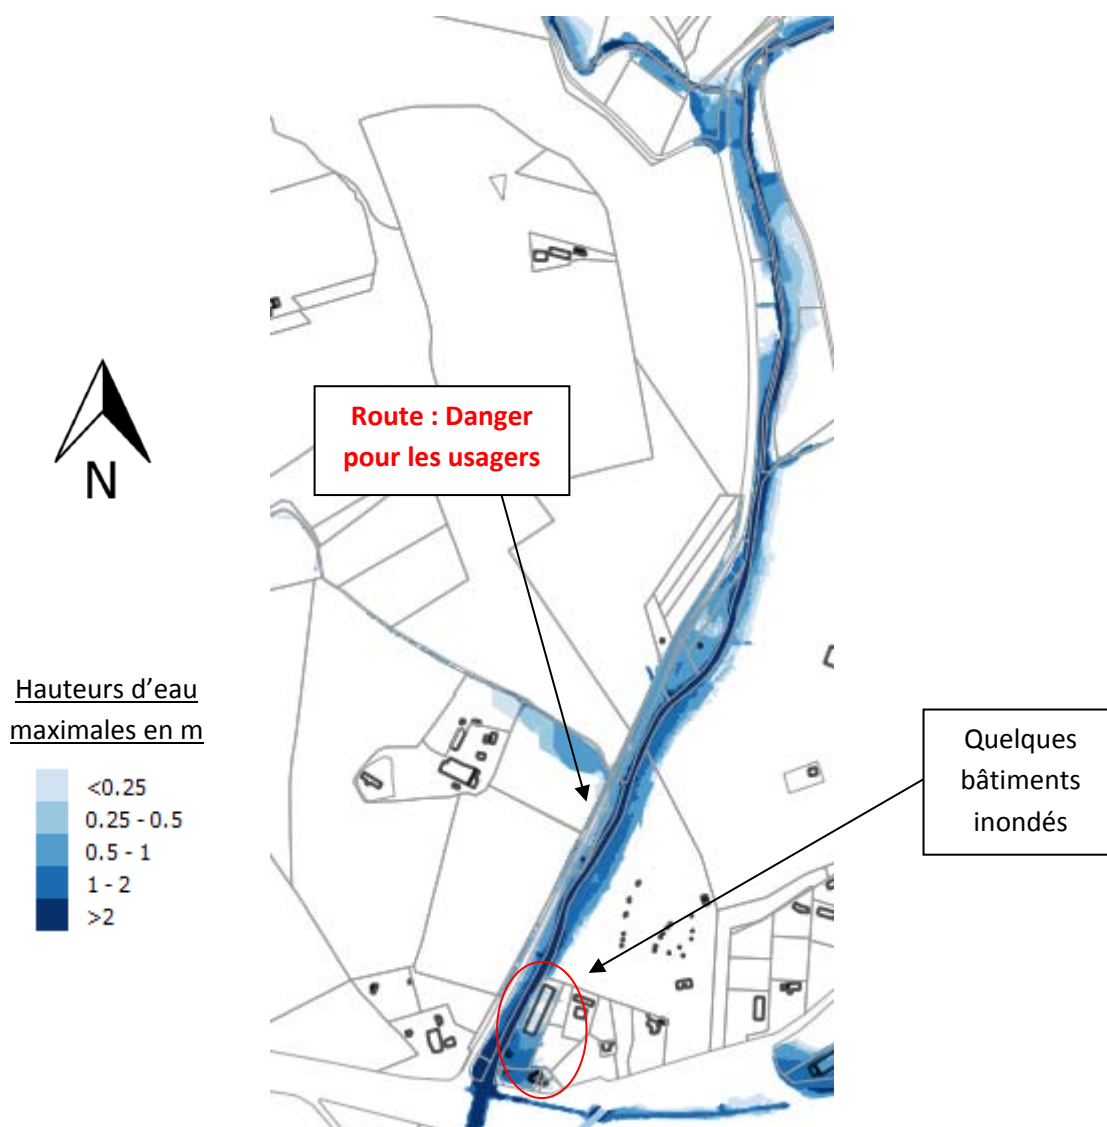 Route : Danger
pour les usagers
N
Hauteurs d’eau
maximales en m
<0.25
0.25 - 0.5
0.5 - 1
1 - 2
>2
Quelques
bâtiments
inondés